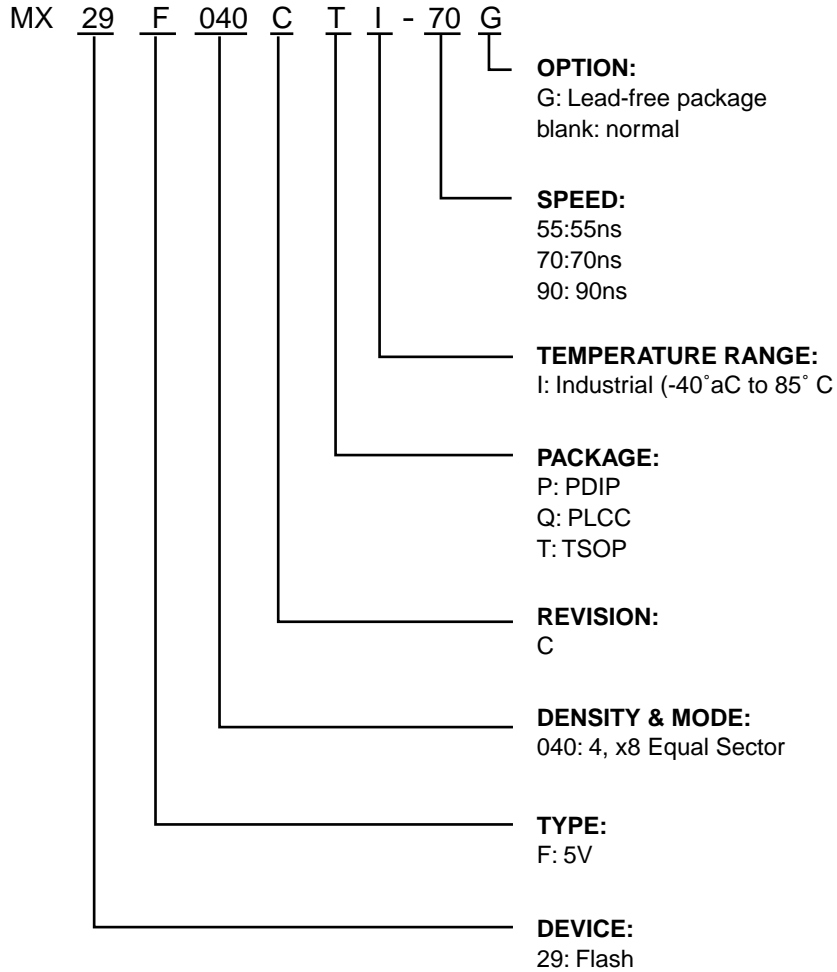 MX 29 F 040 C T I - 70 G
OPTION:
G: Lead-free package
blank: normal
SPEED:
55:55ns
70:70ns
90: 90ns
TEMPERATURE RANGE:
I: Industrial (-40˚aC to 85˚ C
PACKAGE:
P: PDIP
Q: PLCC
T: TSOP
REVISION:
C
DENSITY & MODE:
040: 4, x8 Equal Sector
TYPE:
F: 5V
DEVICE:
29: Flash